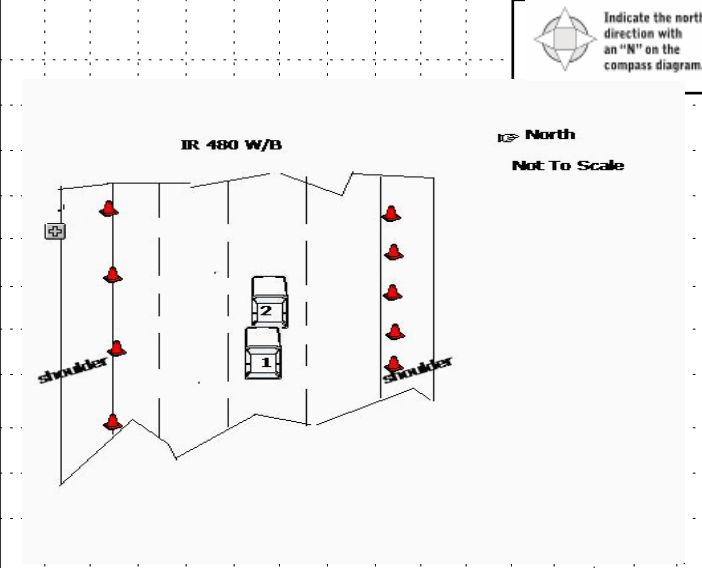 Indicate the north
direction with
an “N” on the
compass diagram.
IR 480 W/B
North
Not To Scale
2
1
shoulder
shoulder